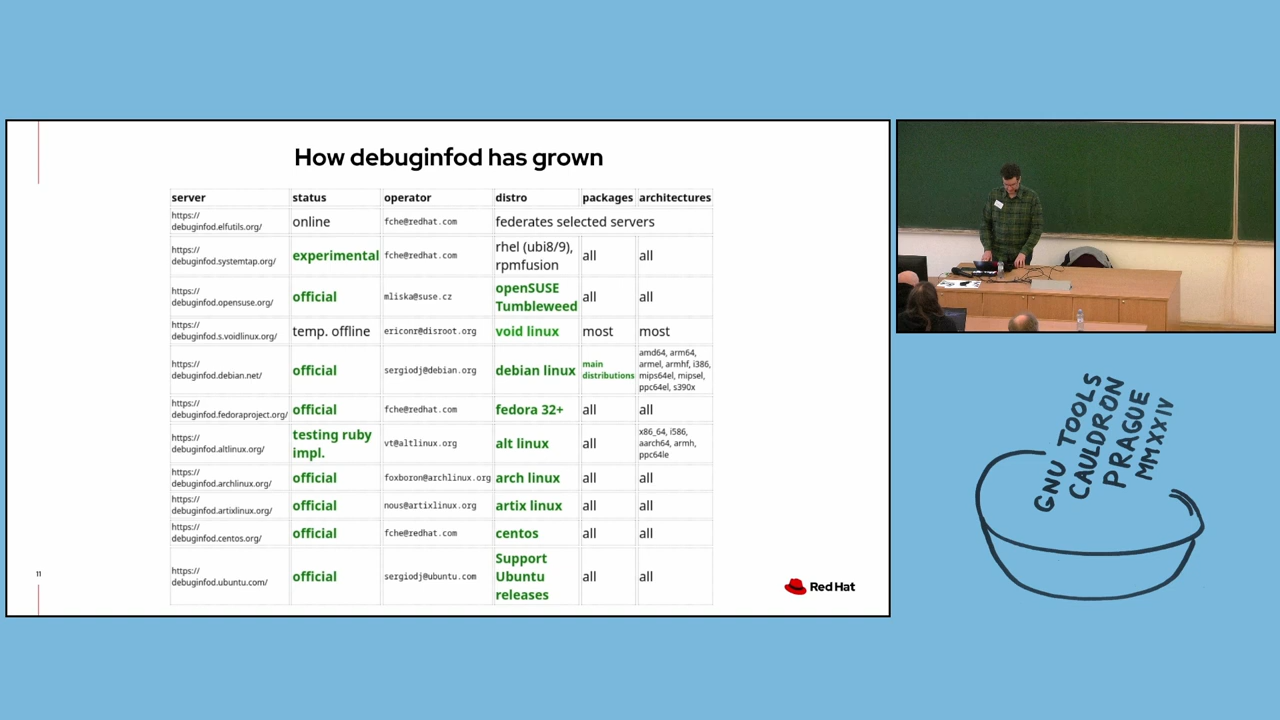 How debuginfod has grown
server status operator distro packages architectures
https://
debuginfod.elfutils.org/ online fche@redhat.com federates selected servers
https://
debuginfod.systemtap.org/ experimental fche@redhat.com rhel (ubi8/9),
rpmfusion all all
https://
debuginfod.opensuse.org/ official mliska@suse.cz openSUSE
Tumbleweed all all
https://
debuginfod.s.voidlinux.org/ temp. offline ericonr@disroot.org void linux most most
https://
debuginfod.debian.net/ official sergiodj@debian.org debian linux main
distributions amd64, arm64,
armel, armhf, i386,
mips64el, mipsel,
ppc64el, s390x
https://
debuginfod.fedoraproject.org/ official fche@redhat.com fedora 32+ all all
https://
debuginfod.altlinux.org/ testing ruby
impl. vt@altlinux.org alt linux all x86_64, i586,
aarch64, armh,
ppc64le
https://
debuginfod.archlinux.org/ official foxboron@archlinux.org arch linux all all
https://
debuginfod.artixlinux.org/ official nous@artixlinux.org artix linux all all
https://
debuginfod.centos.org/ official fche@redhat.com centos all all
https://
debuginfod.ubuntu.com/ official sergiodj@ubuntu.com Support
Ubuntu
releases all all
11
Red Hat
GNU TOOLS
CAULDRON
PRAGUE
MMXXIV